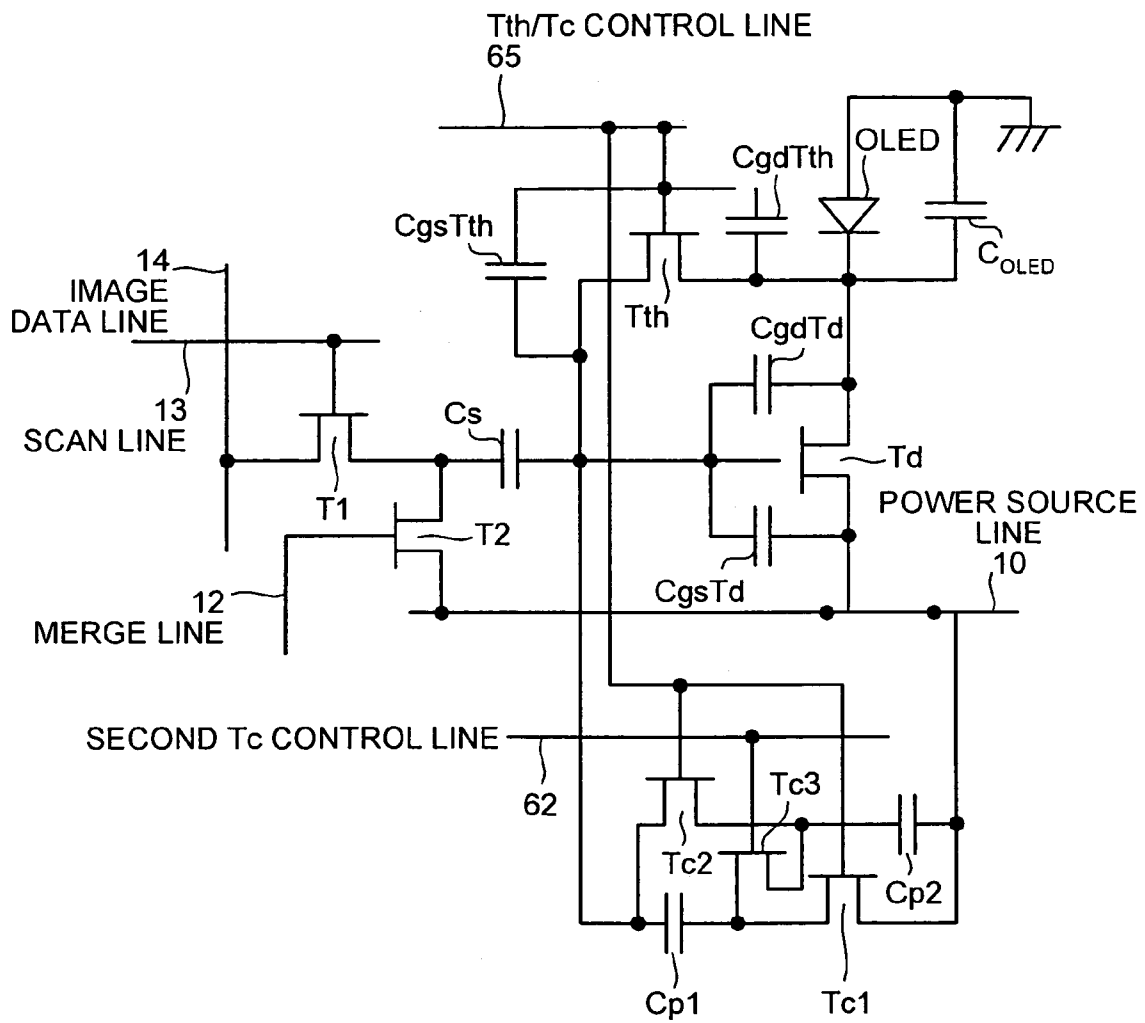 Tth/Tc CONTROL LINE
65
OLED
CgdTth
CgsTth
COLED
14
IMAGE
DATA LINE
Tth
CgdTd
13
SCAN LINE
Cs
Td
T1
T2
POWER SOURCE
LINE
10
CgsTd
12
MERGE LINE
SECOND Tc CONTROL LINE
62
Tc3
Tc2
Cp2
Cp1
Tc1